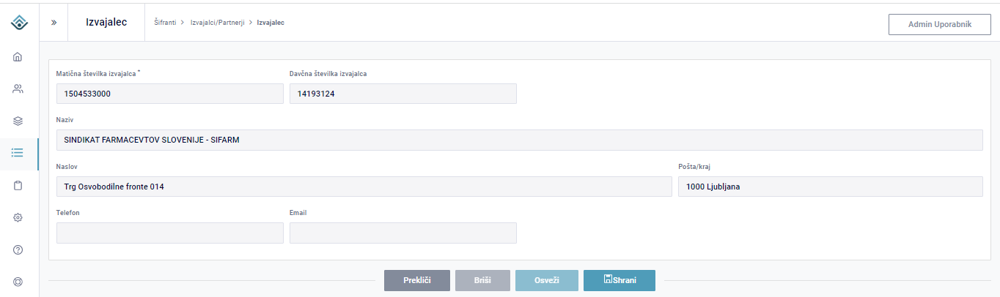 Izvajalec
Šifranti > Izvajalci/Partnerji > Izvajalec
Admin Uporabnik
Matična številka izvajalca *
Davčna številka izvajalca
1504533000
14193124
Naziv
SINDIKAT FARMACEVTOV SLOVENIJE - SIFARM
Naslov
Pošta/kraj
Trg Osvobodilne fronte 014
1000 Ljubljana
Telefon
Email
Prekliči
Briši
Osveži
Shrani